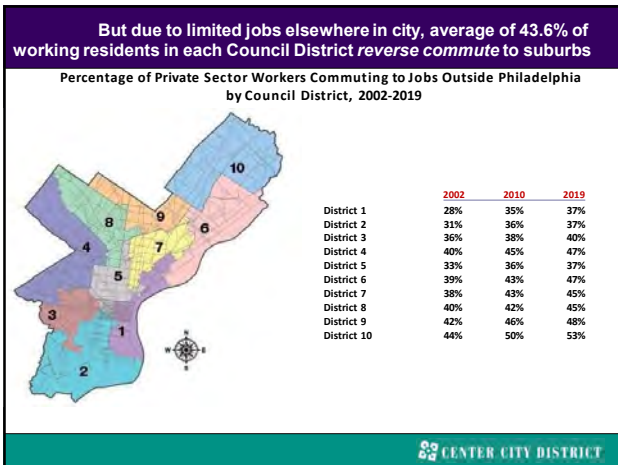 But due to limited jobs elsewhere in city, average of 43.6% of
working residents in each Council District reverse commute to suburbs
Percentage of Private Sector Workers Commuting to Jobs Outside Philadelphia
by Council District, 2002-2019
10
9
8
6
7
4
5
3
1
2
N
W E
S
2002 2010 2019
District 1 28% 35% 37%
District 2 31% 36% 37%
District 3 36% 38% 40%
District 4 40% 45% 47%
District 5 33% 36% 37%
District 6 39% 43% 47%
District 7 38% 43% 45%
District 8 40% 42% 45%
District 9 42% 46% 48%
District 10 44% 50% 53%
CENTER CITY DISTRICT